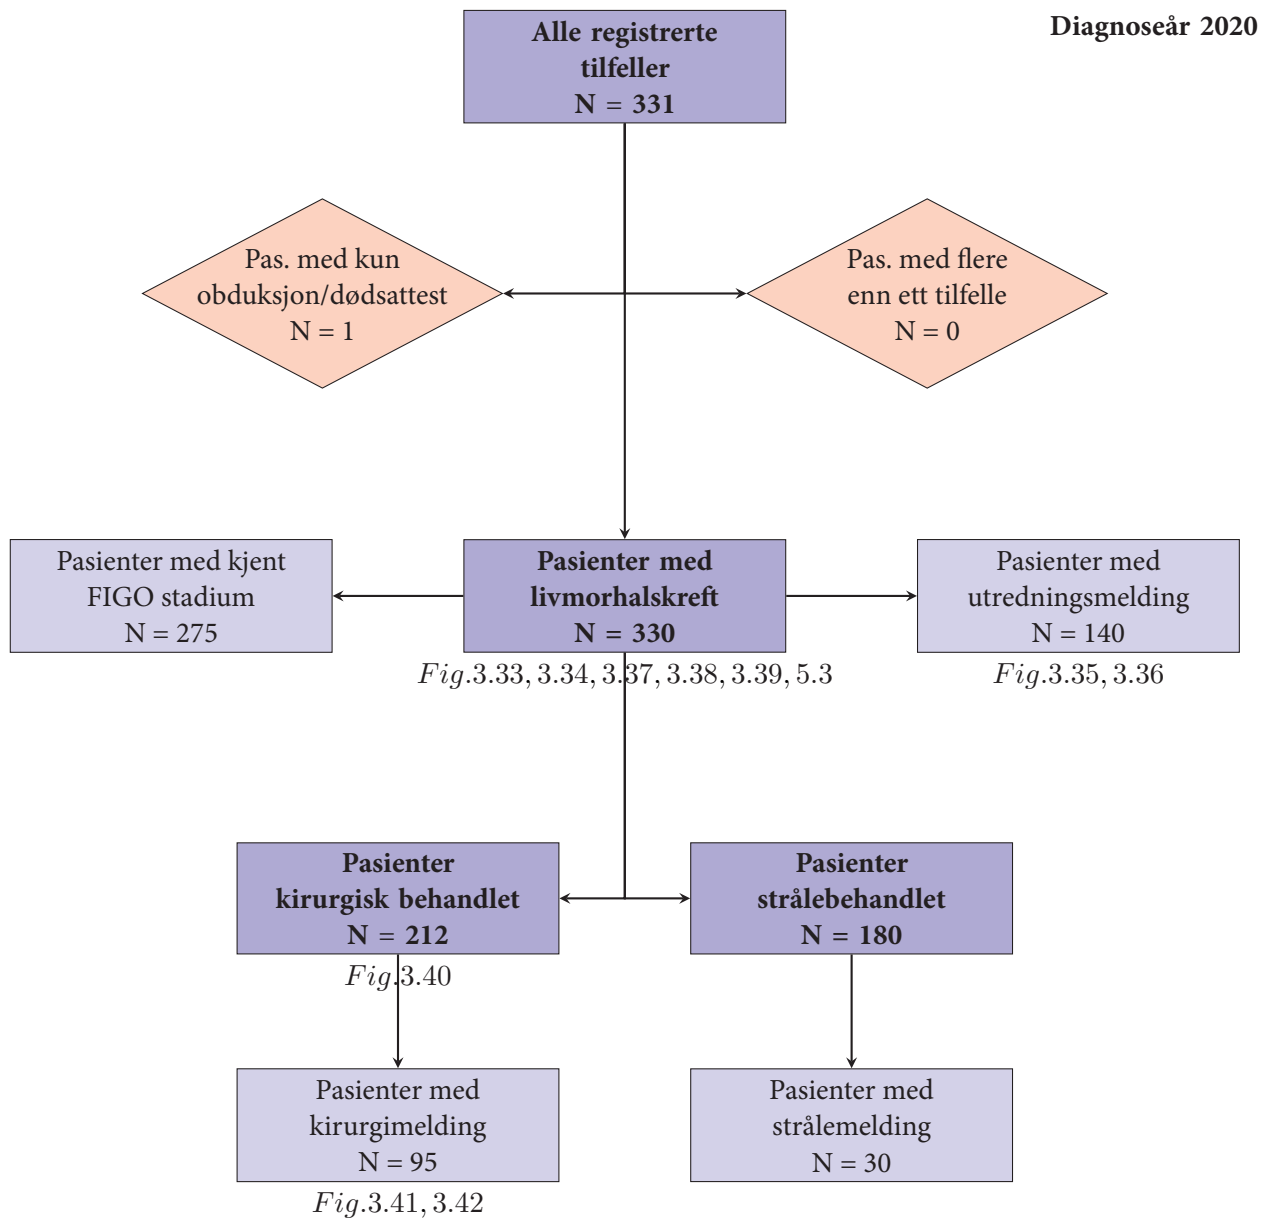 Diagnoseår 2020
Alle registrerte
tilfeller
N = 331
Pas. med kun
obduksjon/dødsattest
N = 1
Pas. med flere
enn ett tilfelle
N = 0
Pasienter med kjent
FIGO stadium
N = 275
Pasienter med
livmorhalskreft
N = 330
Fig.3.33, 3.34, 3.37, 3.38, 3.39, 5.3
Pasienter med
utredningsmelding
N = 140
Fig.3.35, 3.36
Pasienter
kirurgisk behandlet
N = 212
Fig.3.40
Pasienter
strålebehandlet
N = 180
Pasienter med
kirurgimelding
N = 95
Fig.3.41, 3.42
Pasienter med
strålemelding
N = 30